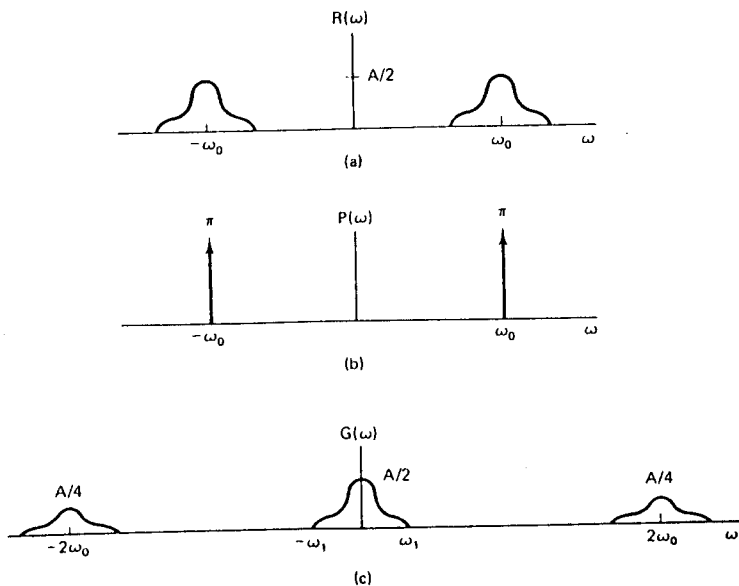 R(ω)
A/2
-ω₀
ω₀
ω
(a)
π
P(ω)
π
-ω₀
ω₀
ω
(b)
G(ω)
A/4
A/2
A/4
-2ω₀
-ω₁
ω₁
2ω₀
ω
(c)